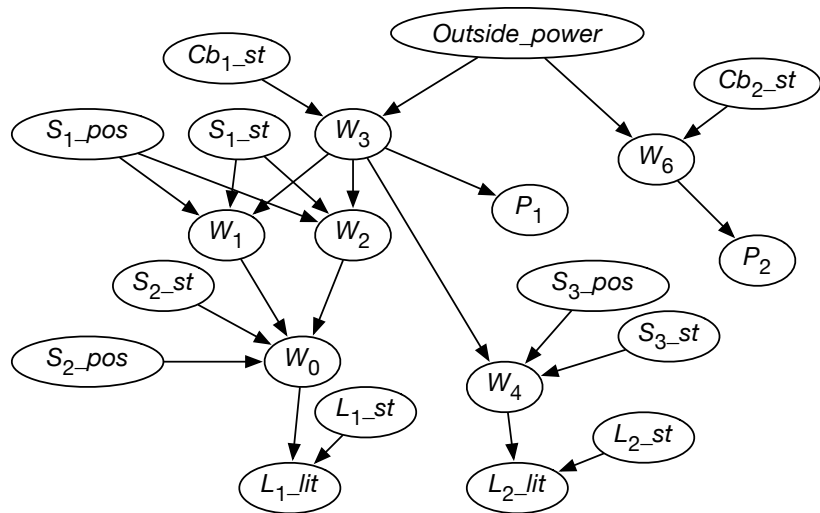 Outside_power
Cb₁_st
Cb₂_st
S₁_pos
S₁_st
W₃
W₆
P₁
W₁
W₂
P₂
S₂_st
S₃_pos
S₃_st
S₂_pos
W₀
W₄
L₁_st
L₂_st
L₁_lit
L₂_lit